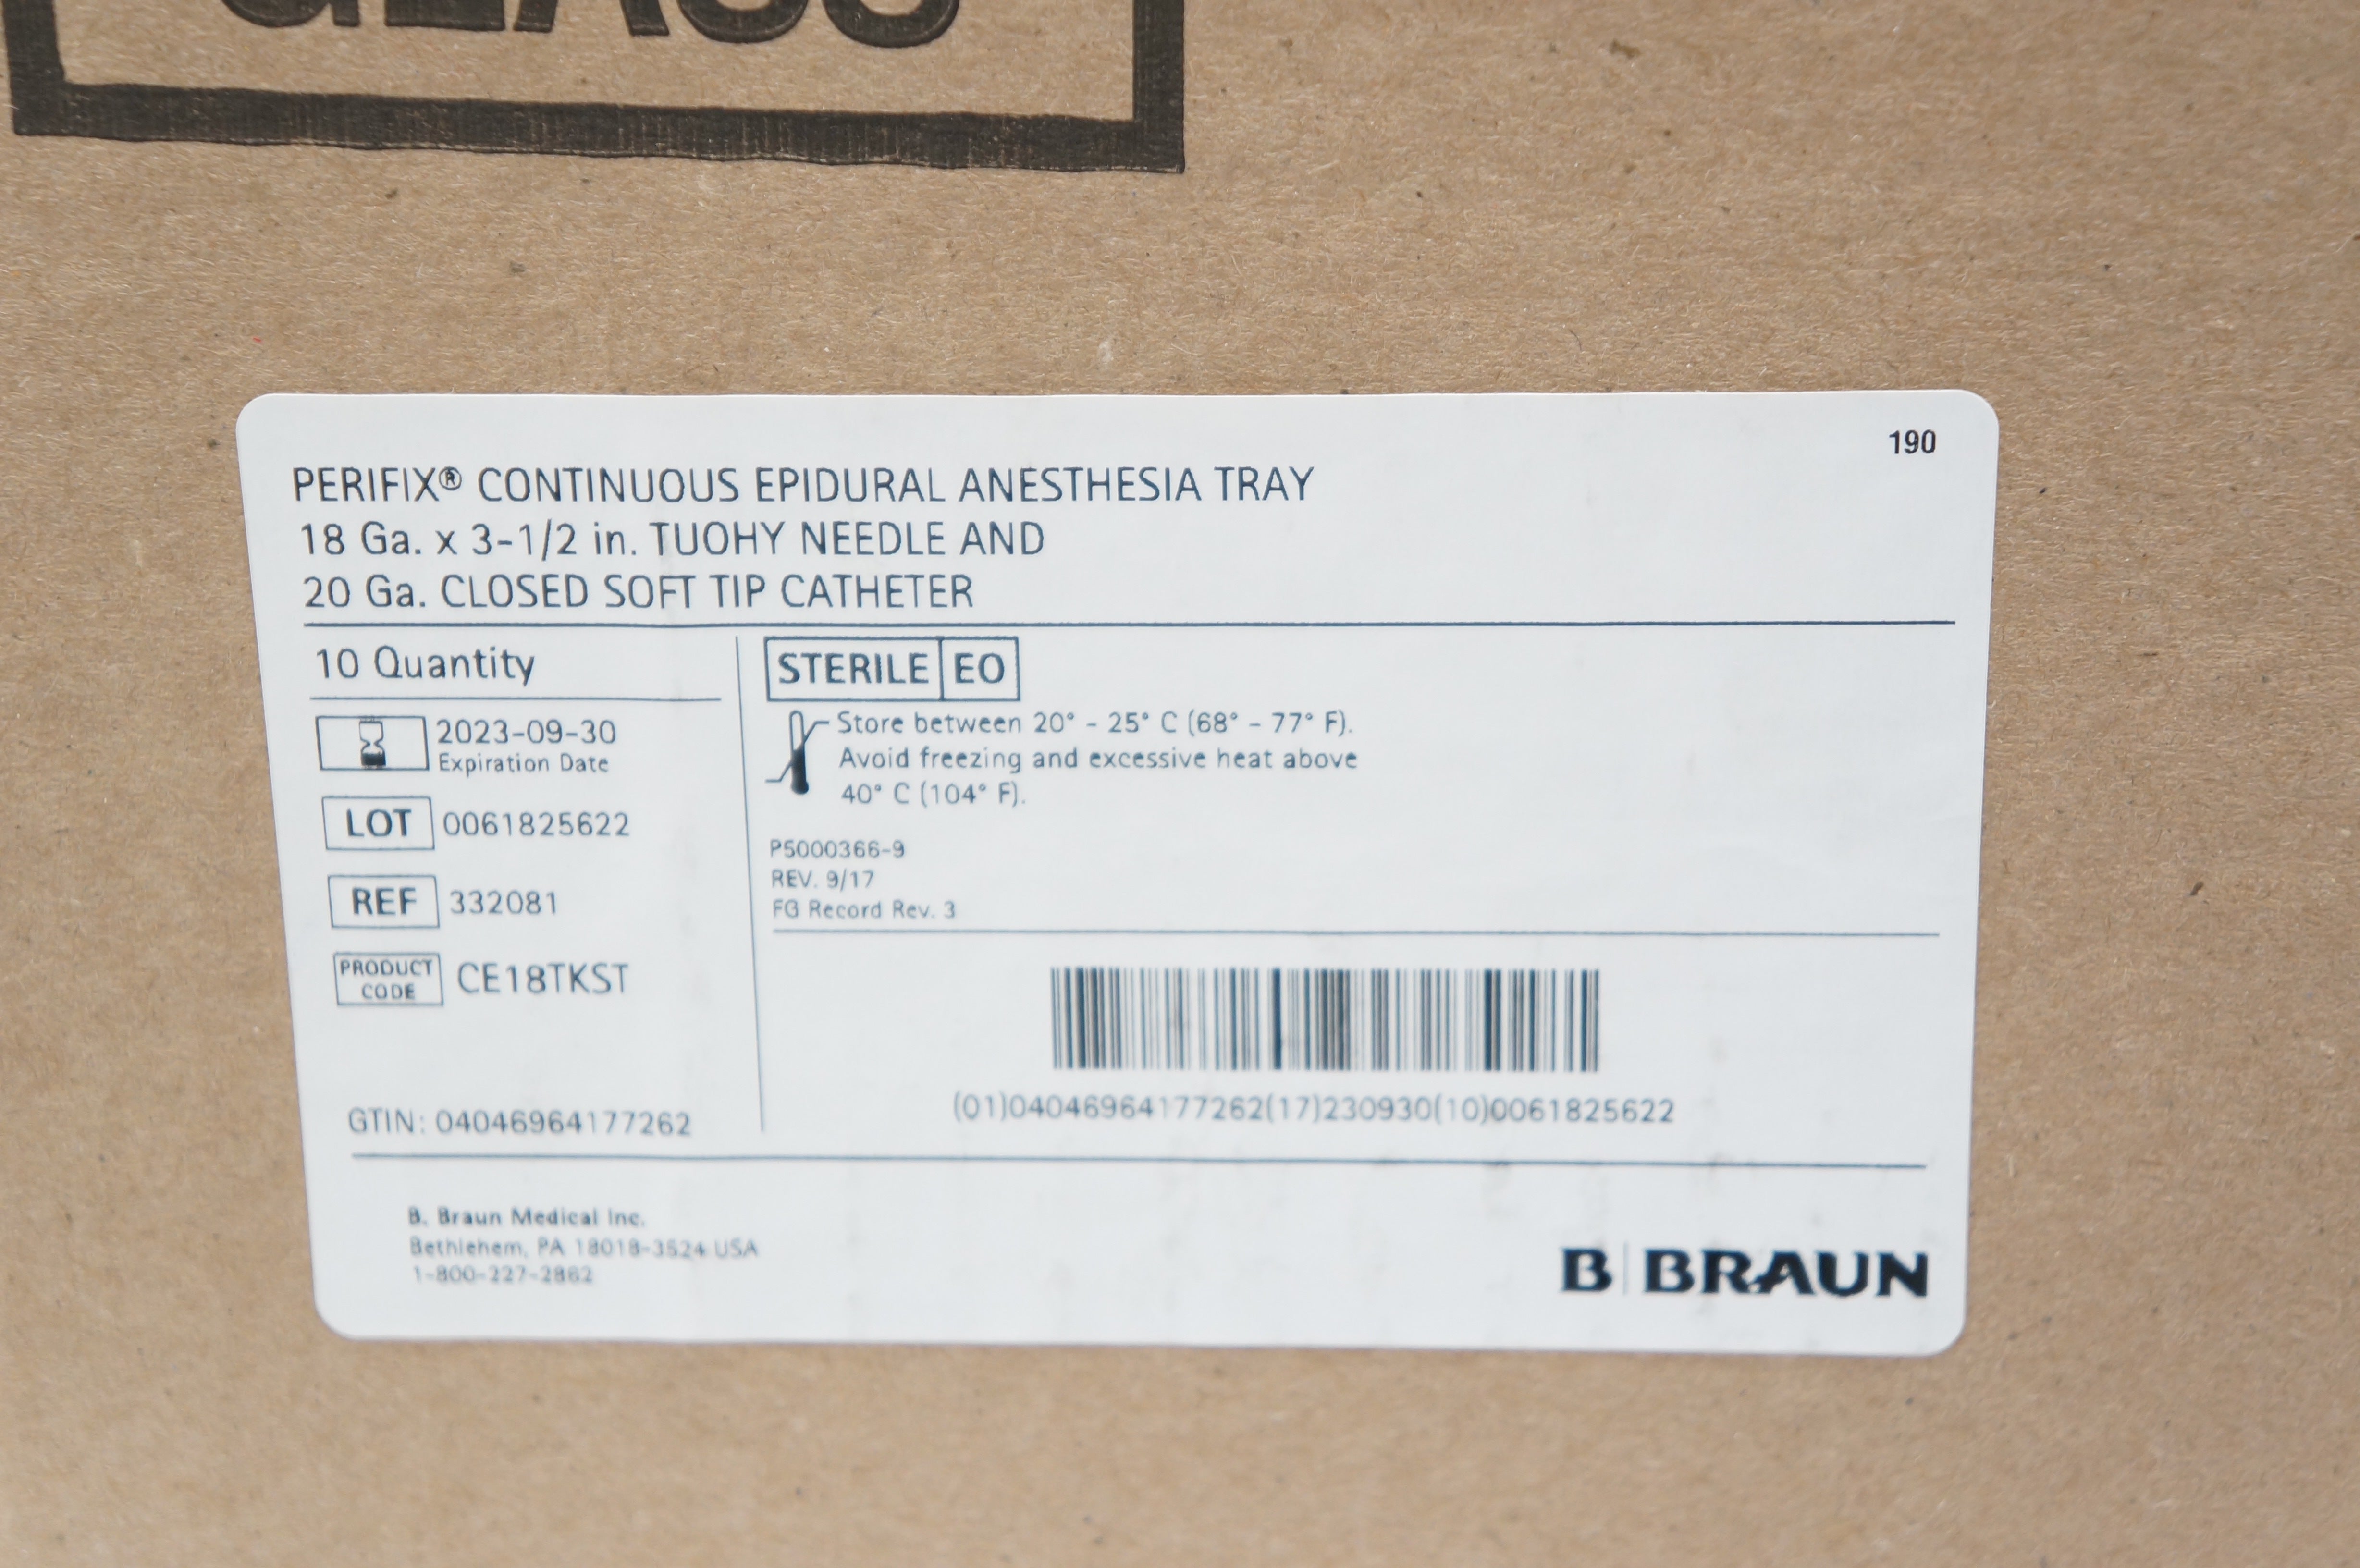 GLASS
190
PERIFIX® CONTINUOUS EPIDURAL ANESTHESIA TRAY
18 Ga. x 3-1/2 in. TUOHY NEEDLE AND
20 Ga. CLOSED SOFT TIP CATHETER
10 Quantity
2023-09-30
Expiration Date
LOT 0061825622
REF 332081
PRODUCT
CODE
CE18TKST
GTIN: 04046964177262
STERILE EO
Store between 20° - 25° C (68° - 77° F).
Avoid freezing and excessive heat above
40° C (104° F).
P5000366-9
REV. 9/17
FG Record Rev. 3
(01)04046964177262(17)230930(10)0061825622
B. Braun Medical Inc.
Bethlehem, PA 18018-3524 USA
1-800-227-2862
B BRAUN